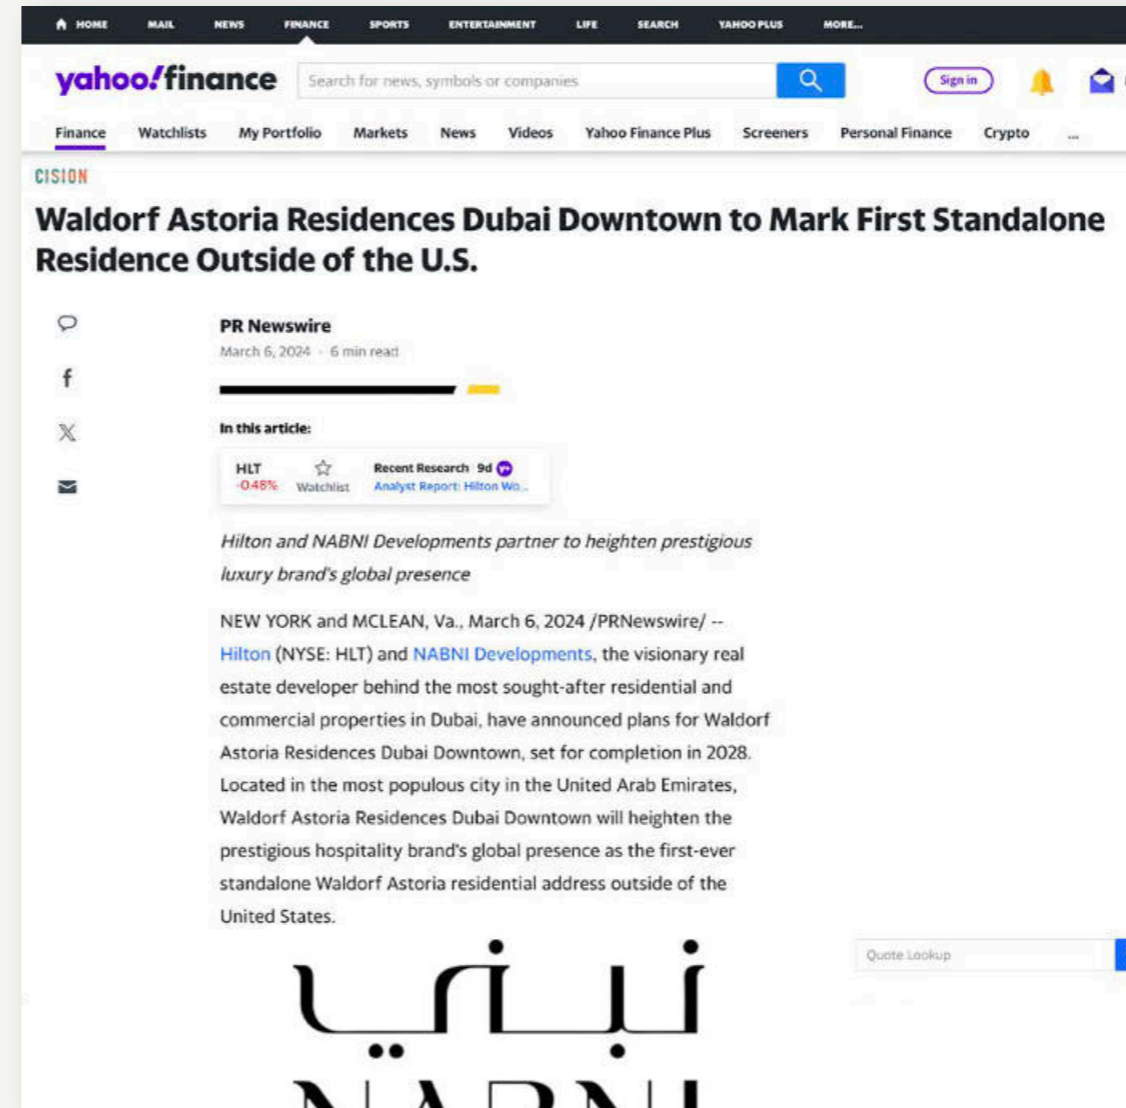 HOME MAIL NEWS FINANCE SPORTS ENTERTAINMENT LIFE SEARCH YAHOO PLUS MORE...
yahoo!finance
Search for news, symbols or companies
Sign in
Finance Watchlists My Portfolio Markets News Videos Yahoo Finance Plus Screeners Personal Finance Crypto ...
CISION
Waldorf Astoria Residences Dubai Downtown to Mark First Standalone
Residence Outside of the U.S.
PR Newswire
March 6, 2024 · 6 min read
In this article:
HLT
-0.48%
Watchlist
Recent Research 9d Y+
Analyst Report: Hilton Wo...
Hilton and NABNI Developments partner to heighten prestigious
luxury brand's global presence
NEW YORK and MCLEAN, Va., March 6, 2024 /PRNewswire/ --
Hilton (NYSE: HLT) and NABNI Developments, the visionary real
estate developer behind the most sought-after residential and
commercial properties in Dubai, have announced plans for Waldorf
Astoria Residences Dubai Downtown, set for completion in 2028.
Located in the most populous city in the United Arab Emirates,
Waldorf Astoria Residences Dubai Downtown will heighten the
prestigious hospitality brand's global presence as the first-ever
standalone Waldorf Astoria residential address outside of the
United States.
Quote Lookup
نبني
NABNI